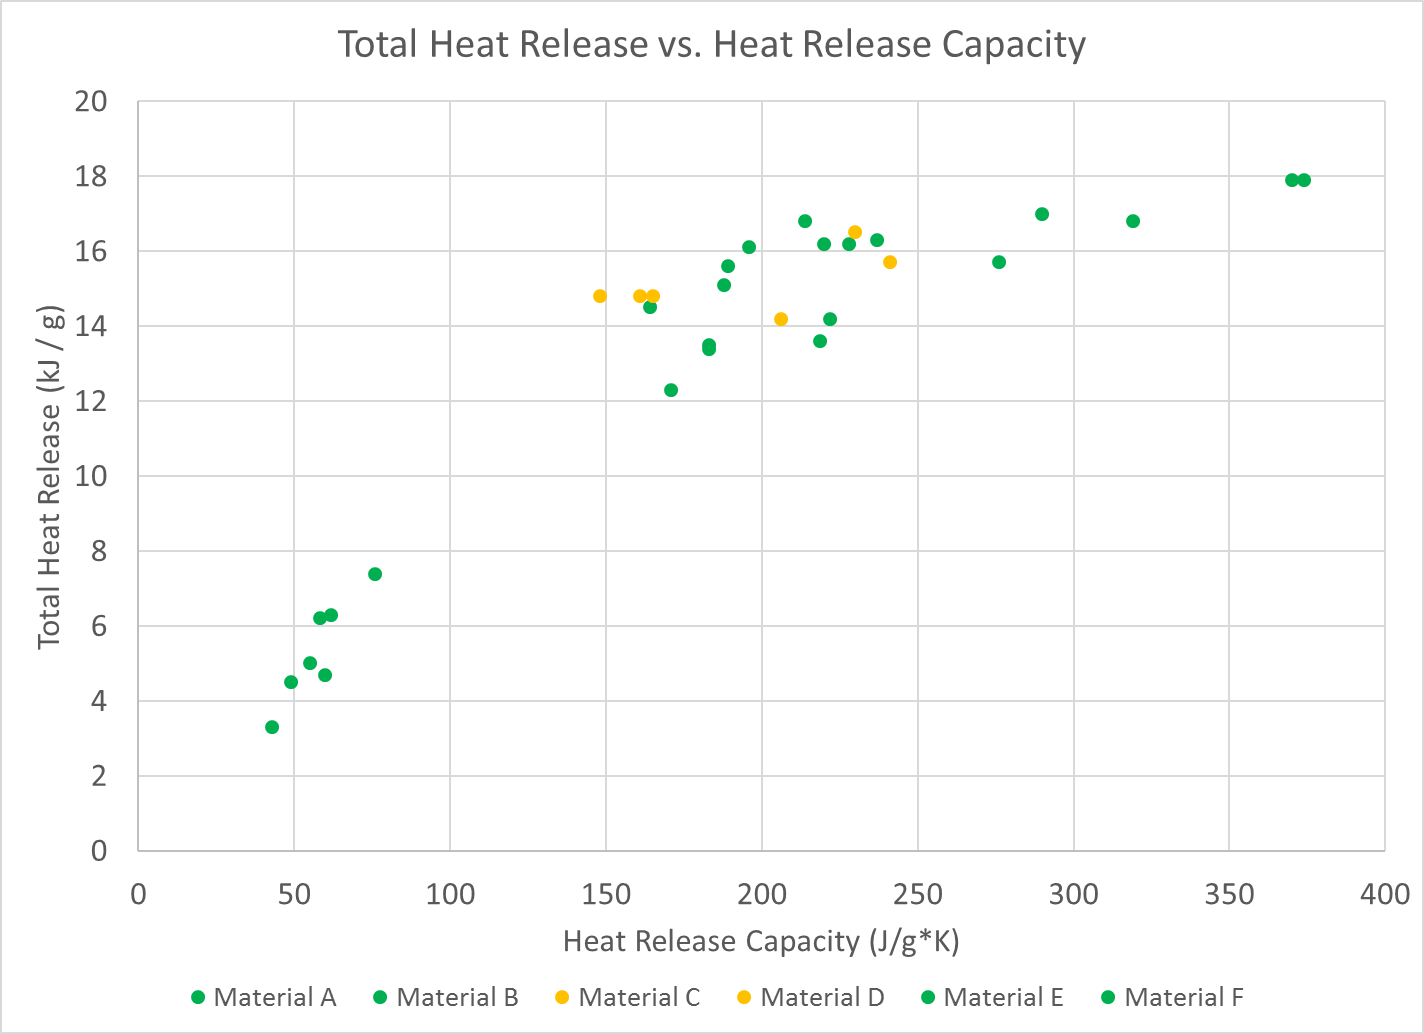 Total Heat Release vs. Heat Release Capacity
20
18
16
14
12
10
8
6
4
2
0
Total Heat Release (kJ / g)
0 50 100 150 200 250 300 350 400
Heat Release Capacity (J/g*K)
Material A Material B Material C Material D Material E Material F